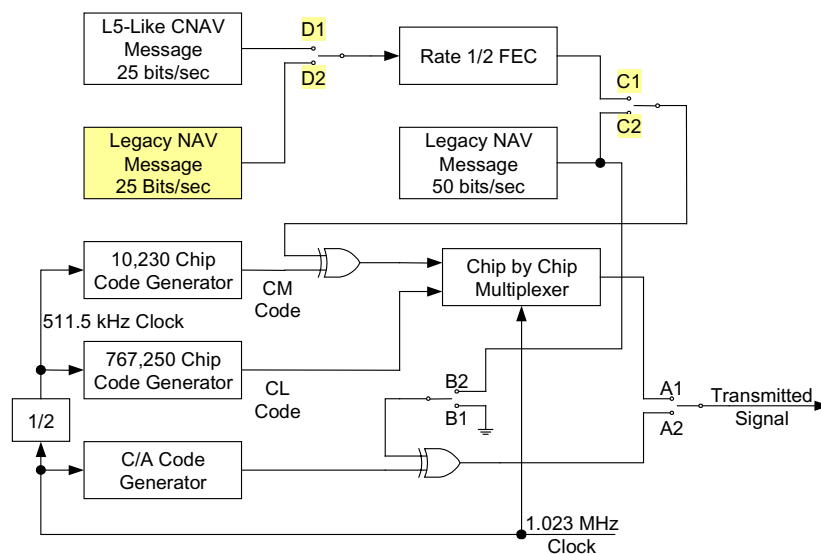 L5-Like CNAV
Message
25 bits/sec
D1
D2
Rate 1/2 FEC
C1
C2
Legacy NAV
Message
25 Bits/sec
Legacy NAV
Message
50 bits/sec
10,230 Chip
Code Generator
CM
Code
Chip by Chip
Multiplexer
511.5 kHz Clock
767,250 Chip
Code Generator
CL
Code
B2
B1
A1
A2
Transmitted
Signal
1/2
C/A Code
Generator
1.023 MHz
Clock